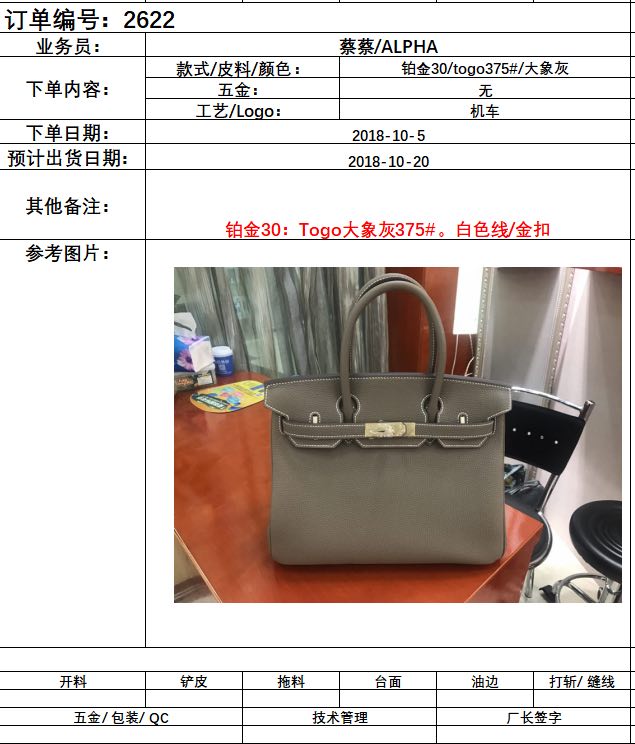 订单编号：2622
业务员：
蔡蔡/ALPHA
下单内容：
款式/皮料/颜色：
铂金30/togo375#/大象灰
五金：
无
工艺/Logo：
机车
下单日期：
2018-10-5
预计出货日期：
2018-10-20
其他备注：
铂金30：Togo大象灰375#。白色线/金扣
参考图片：
开料
铲皮
拖料
台面
油边
打斩/缝线
五金/包装/QC
技术管理
厂长签字